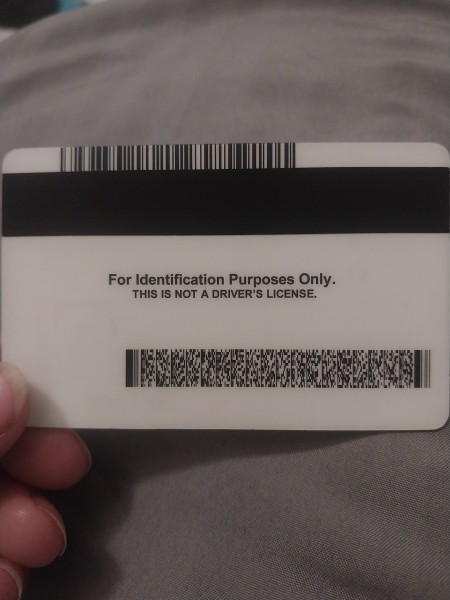 For Identification Purposes Only.
THIS IS NOT A DRIVER'S LICENSE.